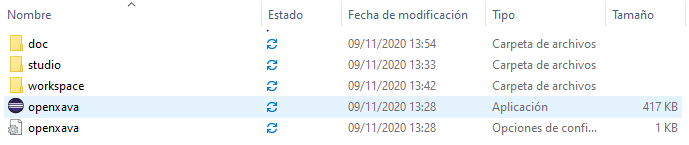 Nombre Estado Fecha de modificación Tipo Tamaño
doc 09/11/2020 13:54 Carpeta de archivos
studio 09/11/2020 13:33 Carpeta de archivos
workspace 09/11/2020 13:42 Carpeta de archivos
openxava 09/11/2020 13:28 Aplicación 417 KB
openxava 09/11/2020 13:28 Opciones de confi... 1 KB